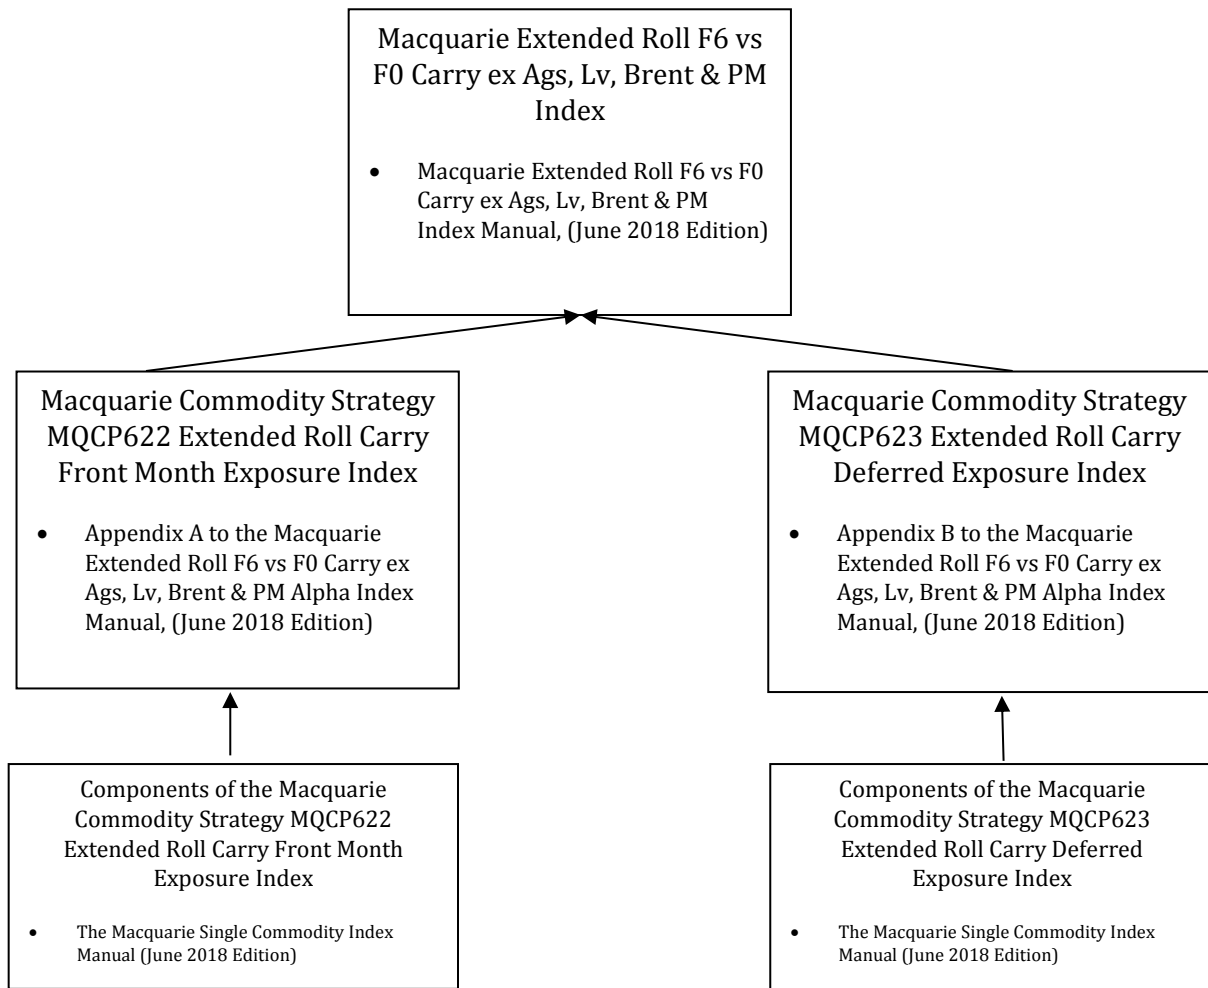 Macquarie Extended Roll F6 vs
F0 Carry ex Ags, Lv, Brent & PM
Index
• Macquarie Extended Roll F6 vs F0
Carry ex Ags, Lv, Brent & PM
Index Manual, (June 2018 Edition)
Macquarie Commodity Strategy
MQCP622 Extended Roll Carry
Front Month Exposure Index
• Appendix A to the Macquarie
Extended Roll F6 vs F0 Carry ex
Ags, Lv, Brent & PM Alpha Index
Manual, (June 2018 Edition)
Macquarie Commodity Strategy
MQCP623 Extended Roll Carry
Deferred Exposure Index
• Appendix B to the Macquarie
Extended Roll F6 vs F0 Carry ex
Ags, Lv, Brent & PM Alpha Index
Manual, (June 2018 Edition)
Components of the Macquarie
Commodity Strategy MQCP622
Extended Roll Carry Front Month
Exposure Index
• The Macquarie Single Commodity Index
Manual (June 2018 Edition)
Components of the Macquarie
Commodity Strategy MQCP623
Extended Roll Carry Deferred
Exposure Index
• The Macquarie Single Commodity Index
Manual (June 2018 Edition)